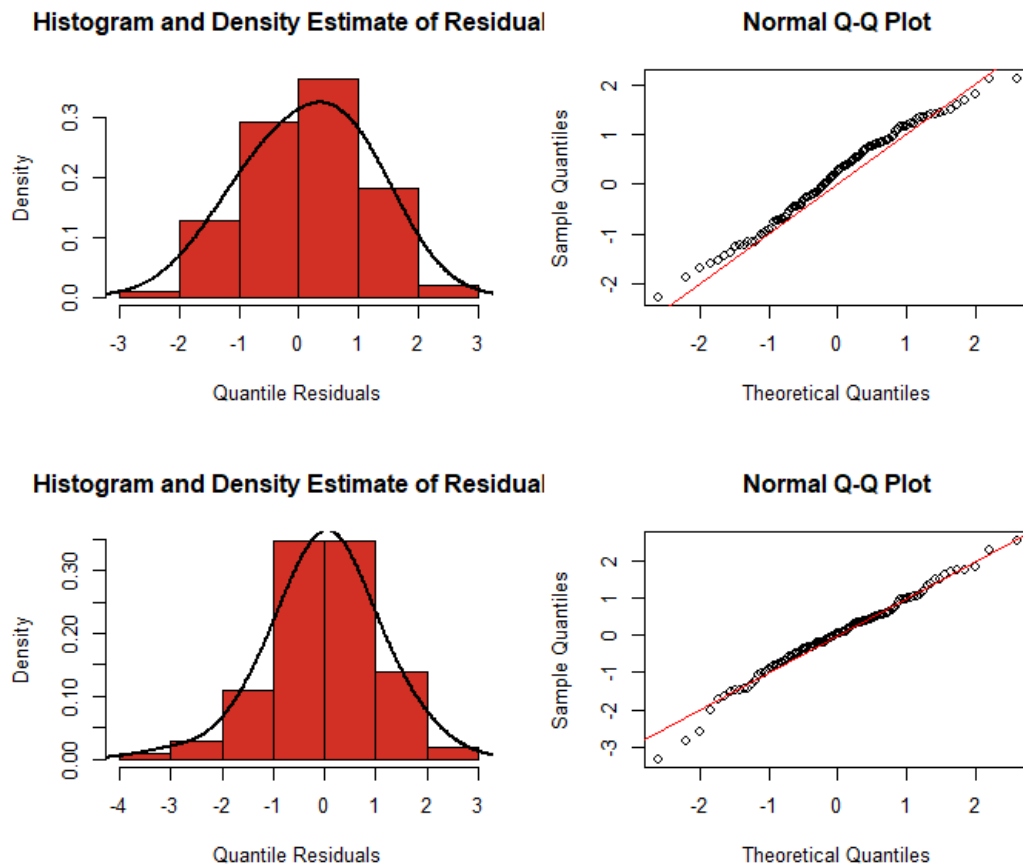 Histogram and Density Estimate of Residual
Normal Q-Q Plot
Density
0.0 0.1 0.2 0.3
-3 -2 -1 0 1 2 3
Quantile Residuals
Sample Quantiles
-2 -1 0 1 2
-2 -1 0 1 2
Theoretical Quantiles
Histogram and Density Estimate of Residual
Normal Q-Q Plot
Density
0.00 0.10 0.20 0.30
-4 -3 -2 -1 0 1 2 3
Quantile Residuals
Sample Quantiles
-3 -2 -1 0 1 2
-2 -1 0 1 2
Theoretical Quantiles